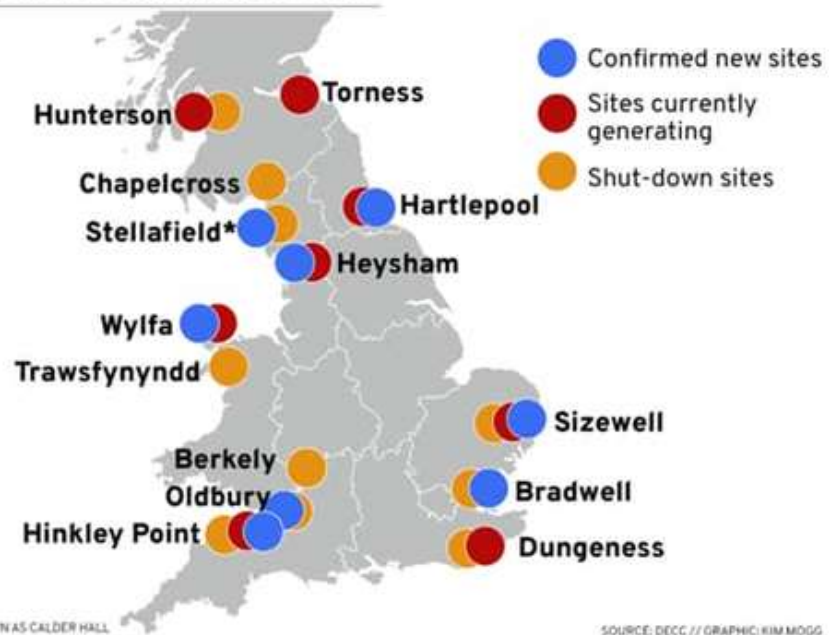 Confirmed new sites
Sites currently
generating
Shut-down sites
Torness
Hunterson
Chapelcross
Hartlepool
Stellafield*
Heysham
Wylfa
Trawsfynyndd
Sizewell
Berkely
Oldbury
Bradwell
Hinkley Point
Dungeness
AS CALDER HALL
SOURCE: DECC // GRAPHIC: KIM MOGG